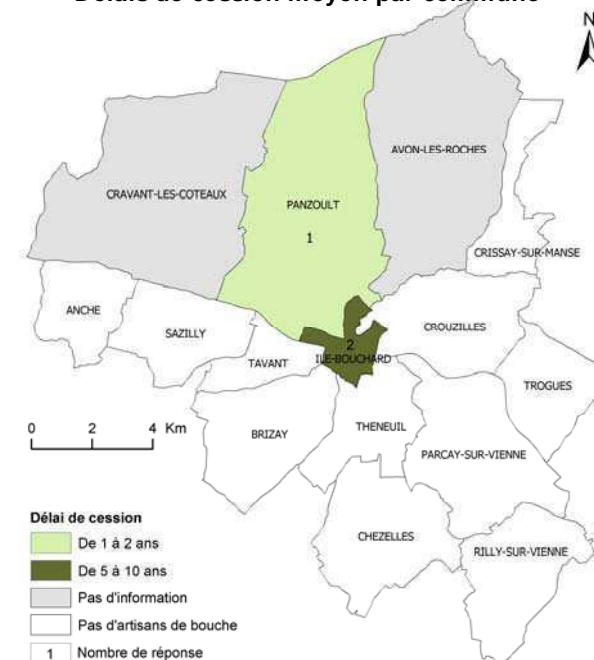 Délais de cession moyen par commune
N
AVON-LES-ROCHES
CRAVANT-LES-COTEAUX
PANZOULT
1
CRISSAY-SUR-MANSE
ANCHE
SAZILLY
CROUZILLES
2
ILE-BOUCHARD
TAVANT
TROGUES
0 2 4 Km
BRIZAY
THENEUIL
PARCAY-SUR-VIENNE
CHEZELLES
RILLY-SUR-VIENNE
Délai de cession
De 1 à 2 ans
De 5 à 10 ans
Pas d'information
Pas d'artisans de bouche
1 Nombre de réponse